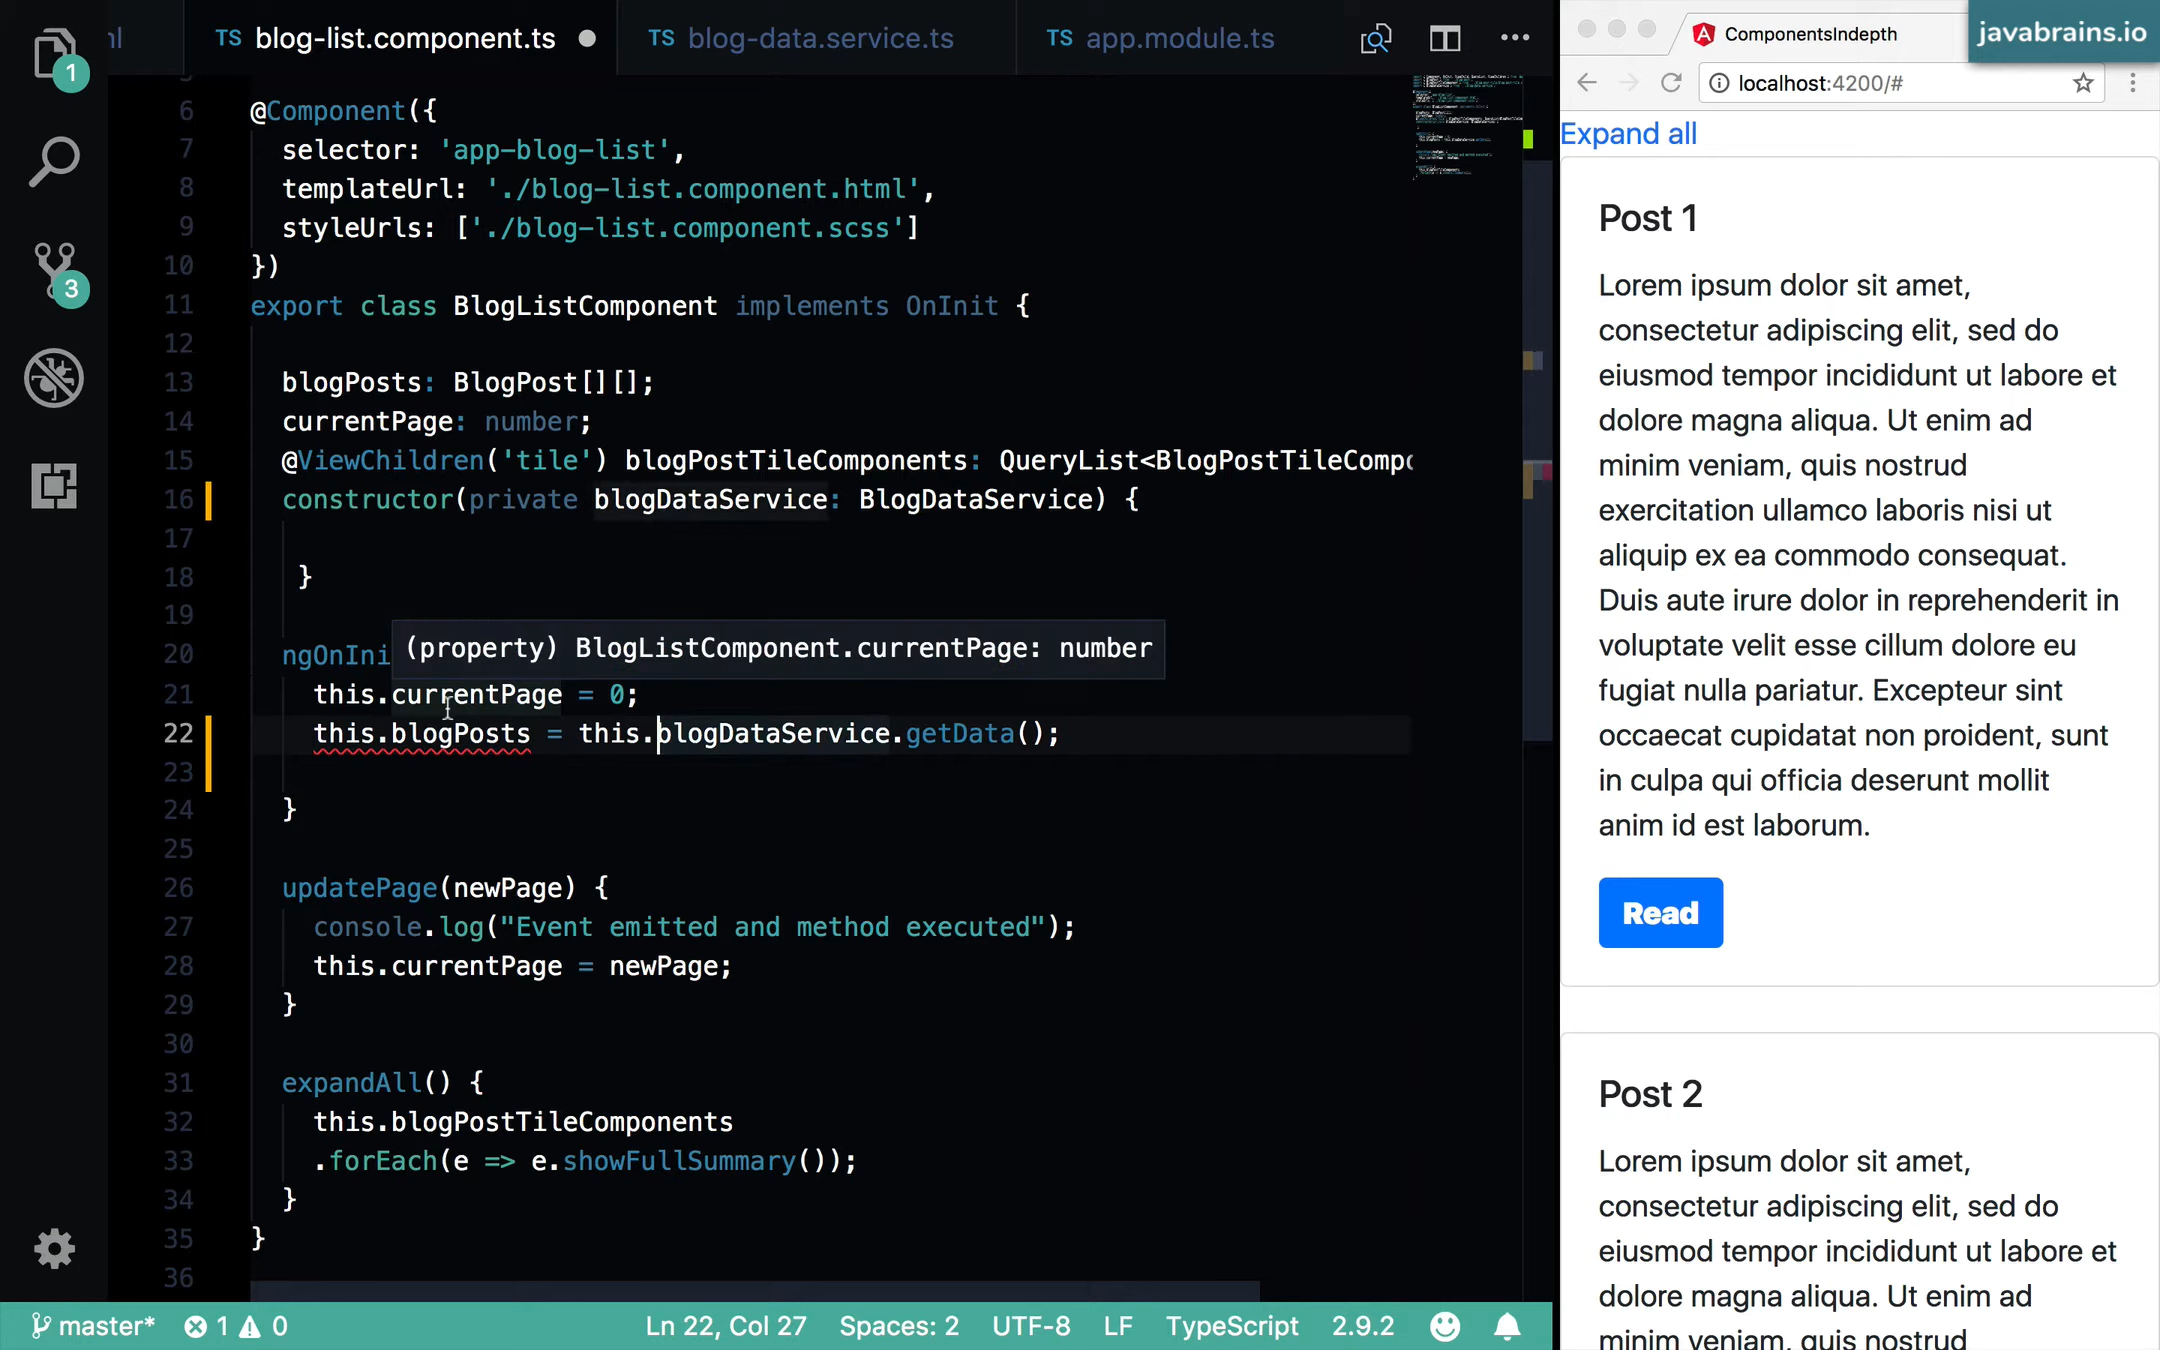 nl
TS blog-list.component.ts
TS blog-data.service.ts
TS app.module.ts
1
3
6 @Component({
7 selector: 'app-blog-list',
8 templateUrl: './blog-list.component.html',
9 styleUrls: ['./blog-list.component.scss']
10 })
11 export class BlogListComponent implements OnInit {
12
13 blogPosts: BlogPost[][];
14 currentPage: number;
15 @ViewChildren('tile') blogPostTileComponents: QueryList<BlogPostTileCompo
16 constructor(private blogDataService: BlogDataService) {
17
18 }
19
20 ngOnIni
(property) BlogListComponent.currentPage: number
21 this.currentPage = 0;
22 this.blogPosts = this.blogDataService.getData();
23
24 }
25
26 updatePage(newPage) {
27 console.log("Event emitted and method executed");
28 this.currentPage = newPage;
29 }
30
31 expandAll() {
32 this.blogPostTileComponents
33 .forEach(e => e.showFullSummary());
34 }
35 }
36
master* 1 0 Ln 22, Col 27 Spaces: 2 UTF-8 LF TypeScript 2.9.2
ComponentsIndepth
javabrains.io
localhost:4200/#
Expand all
Post 1
Lorem ipsum dolor sit amet,
consectetur adipiscing elit, sed do
eiusmod tempor incididunt ut labore et
dolore magna aliqua. Ut enim ad
minim veniam, quis nostrud
exercitation ullamco laboris nisi ut
aliquip ex ea commodo consequat.
Duis aute irure dolor in reprehenderit in
voluptate velit esse cillum dolore eu
fugiat nulla pariatur. Excepteur sint
occaecat cupidatat non proident, sunt
in culpa qui officia deserunt mollit
anim id est laborum.
Read
Post 2
Lorem ipsum dolor sit amet,
consectetur adipiscing elit, sed do
eiusmod tempor incididunt ut labore et
dolore magna aliqua. Ut enim ad
minim veniam, quis nostrud